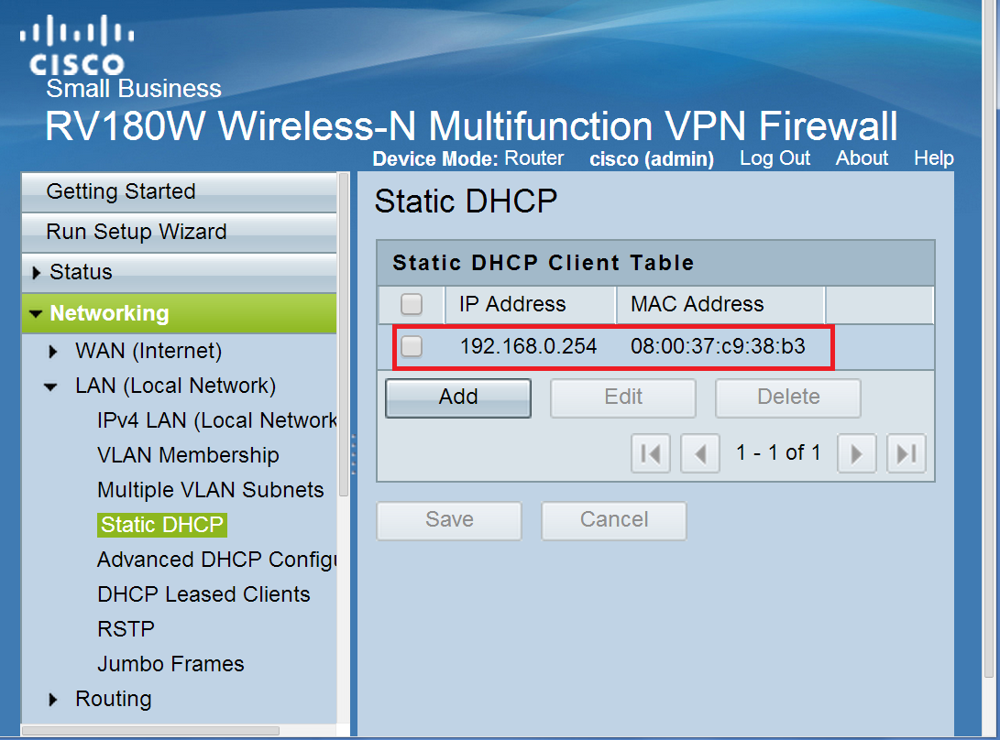 CISCO
Small Business
RV180W Wireless-N Multifunction VPN Firewall
Device Mode: Router cisco (admin) Log Out About Help
Getting Started
Run Setup Wizard
Status
Networking
WAN (Internet)
LAN (Local Network)
IPv4 LAN (Local Network
VLAN Membership
Multiple VLAN Subnets
Static DHCP
Advanced DHCP Configu
DHCP Leased Clients
RSTP
Jumbo Frames
Routing
Static DHCP
Static DHCP Client Table
IP Address MAC Address
192.168.0.254 08:00:37:c9:38:b3
Add Edit Delete
1 - 1 of 1
Save Cancel